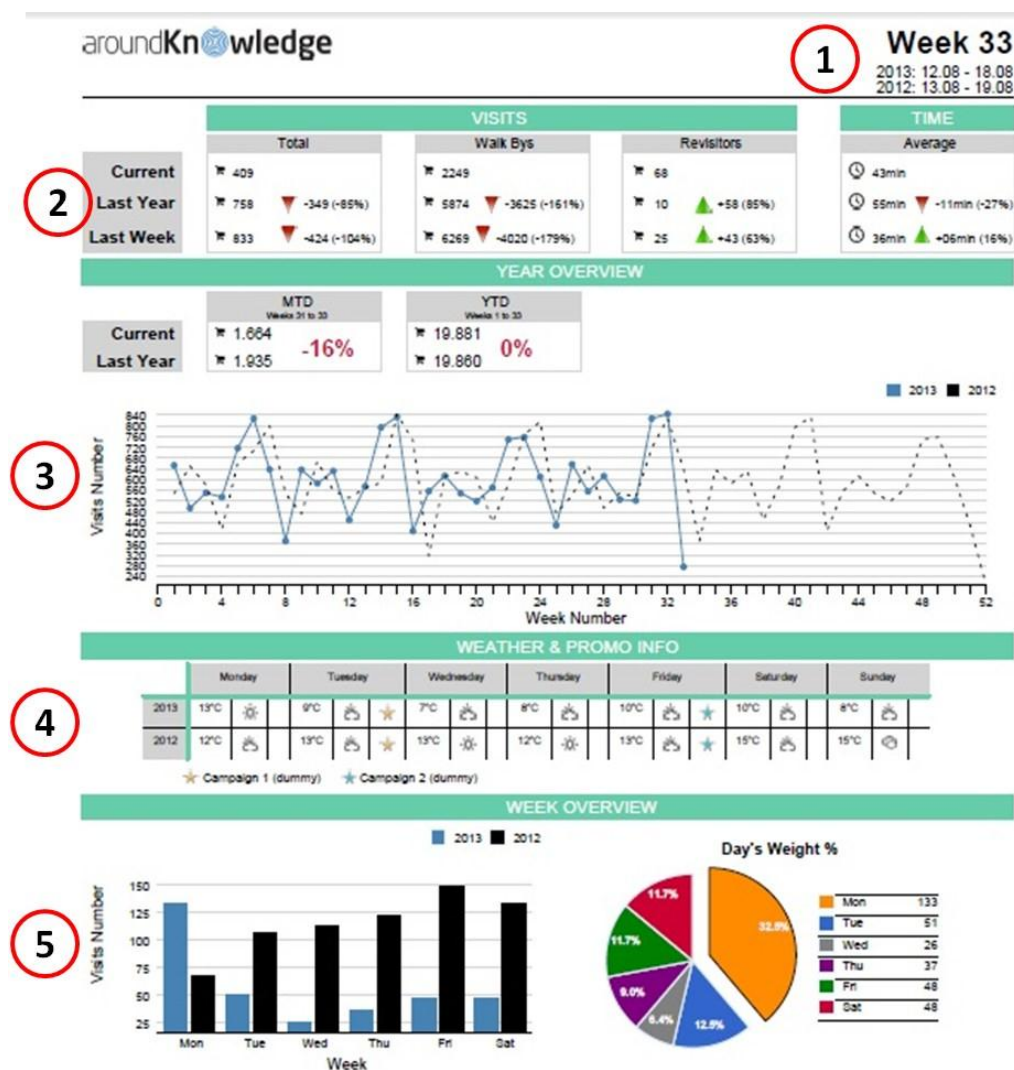 aroundKnowledge
1
Week 33
2013: 12.08 - 18.08
2012: 13.08 - 19.08
VISITS
TIME
Total
Walk Bys
Revisitors
Average
2
Current
409
2249
68
43min
Last Year
758 -349 (-85%)
5874 -3625 (-161%)
10 +58 (85%)
55min -11min (-27%)
Last Week
833 -424 (-104%)
6269 -4020 (-179%)
25 +43 (63%)
36min +06min (16%)
YEAR OVERVIEW
MTD
Weeks 31 to 33
YTD
Weeks 1 to 33
Current
1.664
19.881
-16%
0%
Last Year
1.935
19.860
2013 2012
3
Visits Number
840
800
760
720
680
640
600
560
520
480
440
400
360
320
280
240
0 4 8 12 16 20 24 28 32 36 40 44 48 52
Week Number
WEATHER & PROMO INFO
4
Monday Tuesday Wednesday Thursday Friday Saturday Sunday
2013 13°C 9°C 7°C 8°C 10°C 10°C 8°C
2012 12°C 13°C 13°C 12°C 13°C 15°C 15°C
Campaign 1 (dummy) Campaign 2 (dummy)
WEEK OVERVIEW
5
2013 2012
Visits Number
150
125
100
75
50
25
Mon Tue Wed Thu Fri Sat
Week
Day's Weight %
11.7%
32.5%
11.7%
9.0%
6.4%
12.5%
Mon 133
Tue 51
Wed 26
Thu 37
Fri 48
Sat 48